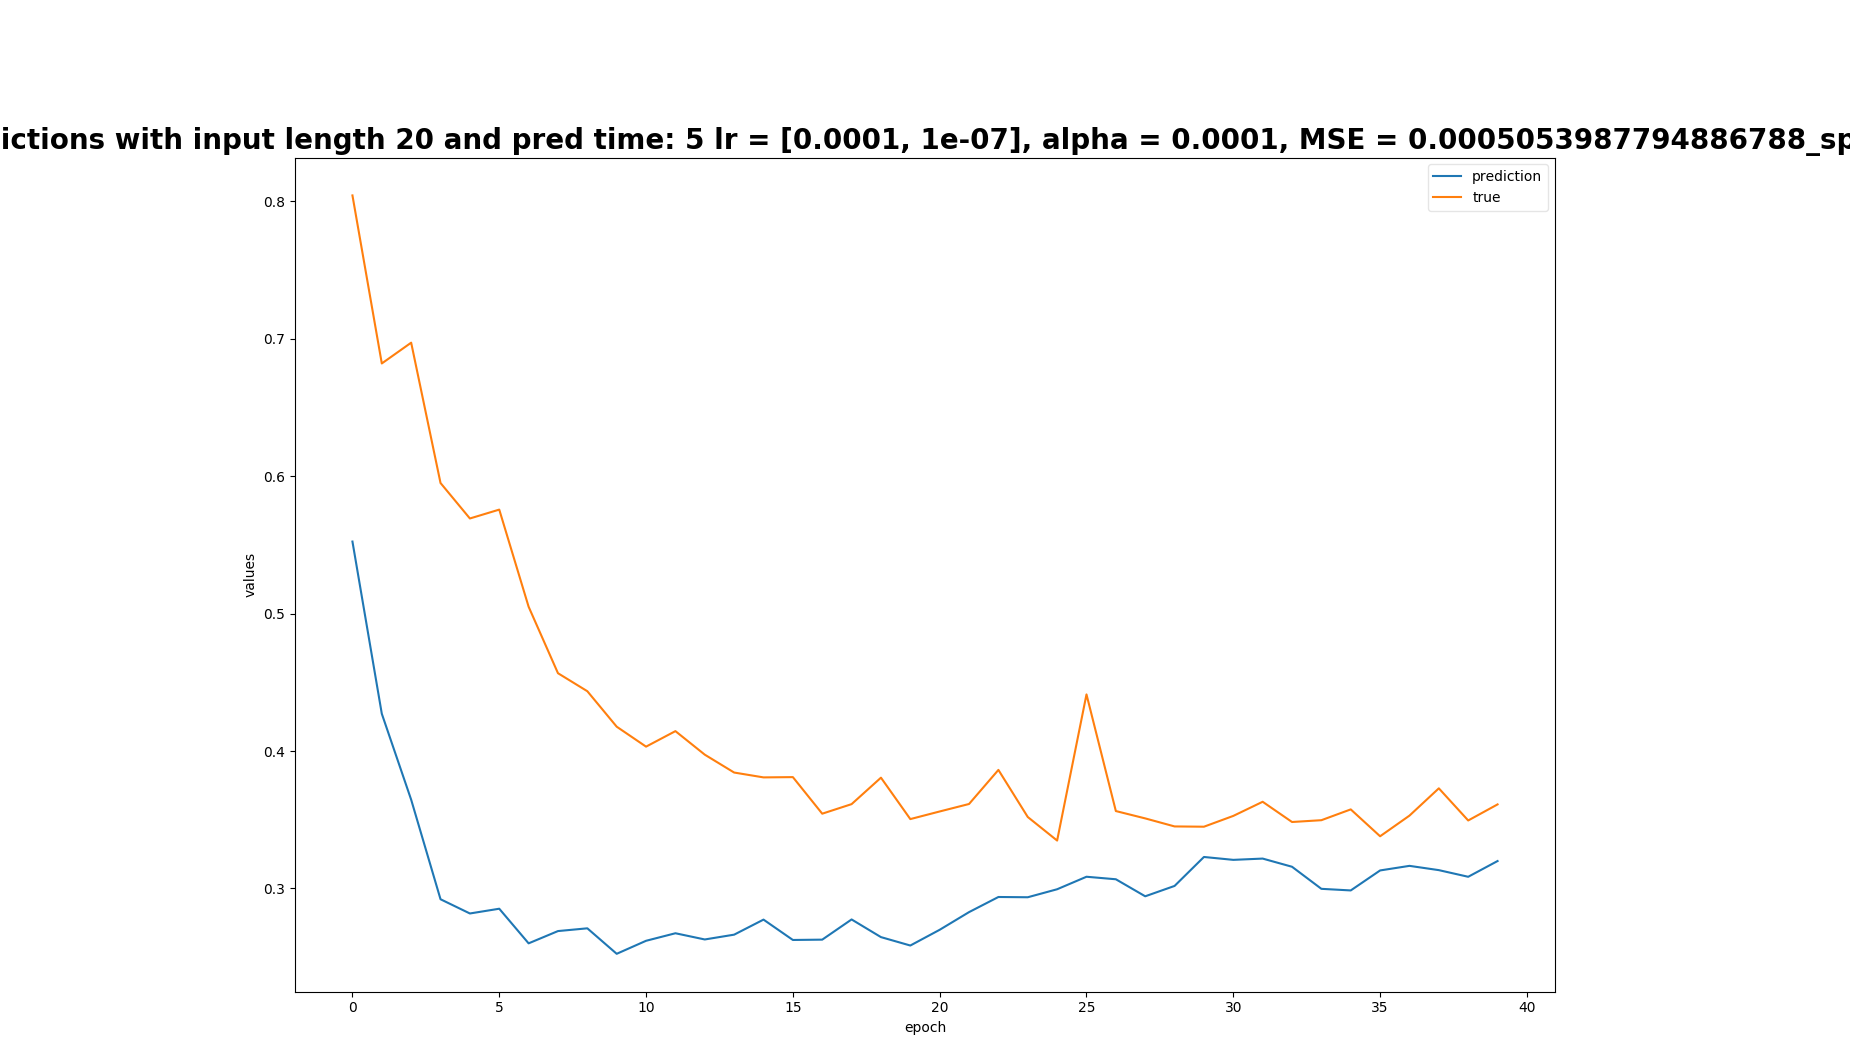 ictions with input length 20 and pred time: 5 lr = [0.0001, 1e-07], alpha = 0.0001, MSE = 0.0005053987794886788_sp
prediction
true
0.8
0.7
0.6
0.5
0.4
0.3
values
0 5 10 15 20 25 30 35 40
epoch